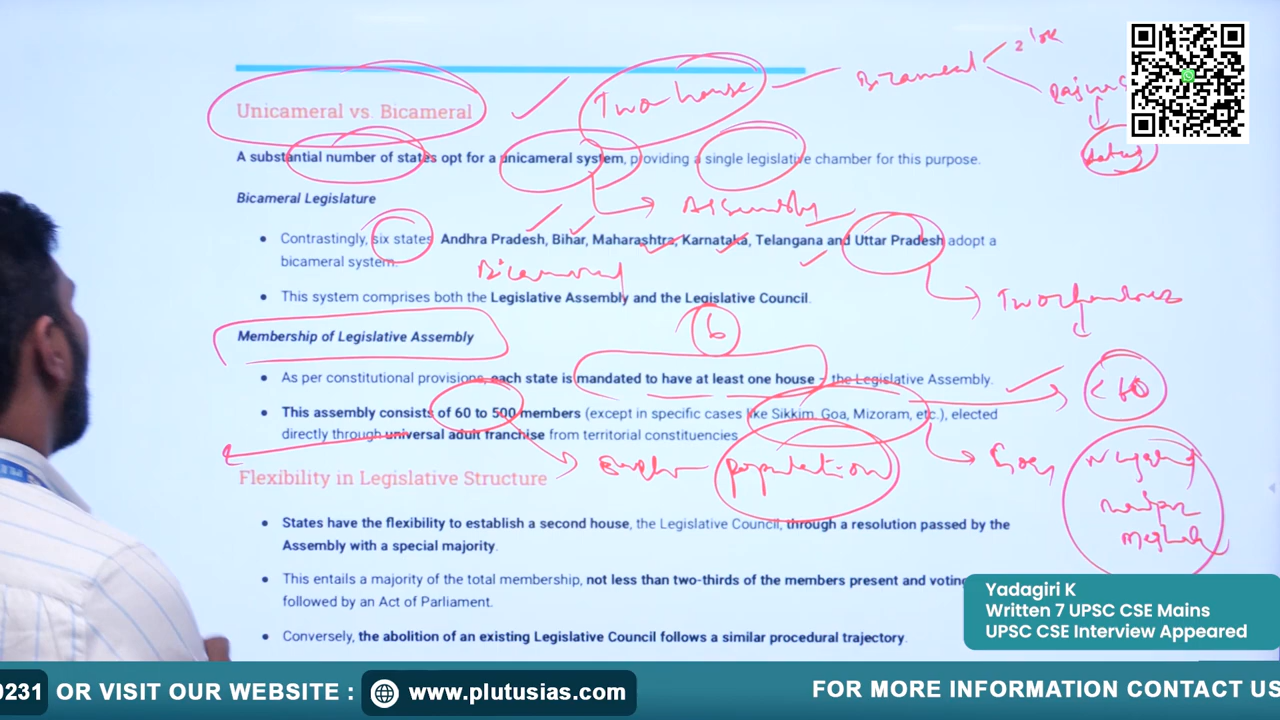 Unicameral vs. Bicameral
Two-house
Bicameral
A substantial number of states opt for a unicameral system, providing a single legislative chamber for this purpose.
Assembly
Bicameral Legislature
Contrastingly, six states Andhra Pradesh, Bihar, Maharashtra, Karnataka, Telangana and Uttar Pradesh adopt a
bicameral system.
Bicameral
This system comprises both the Legislative Assembly and the Legislative Council.
Membership of Legislative Assembly
6
As per constitutional provisions, each state is mandated to have at least one house - the Legislative Assembly.
< 60
This assembly consists of 60 to 500 members (except in specific cases like Sikkim, Goa, Mizoram, etc.), elected
directly through universal adult franchise from territorial constituencies.
population
Flexibility in Legislative Structure
States have the flexibility to establish a second house, the Legislative Council, through a resolution passed by the
Assembly with a special majority.
This entails a majority of the total membership, not less than two-thirds of the members present and voting
followed by an Act of Parliament.
Conversely, the abolition of an existing Legislative Council follows a similar procedural trajectory.
Yadagiri K
Written 7 UPSC CSE Mains
UPSC CSE Interview Appeared
0231 OR VISIT OUR WEBSITE : www.plutusias.com FOR MORE INFORMATION CONTACT US